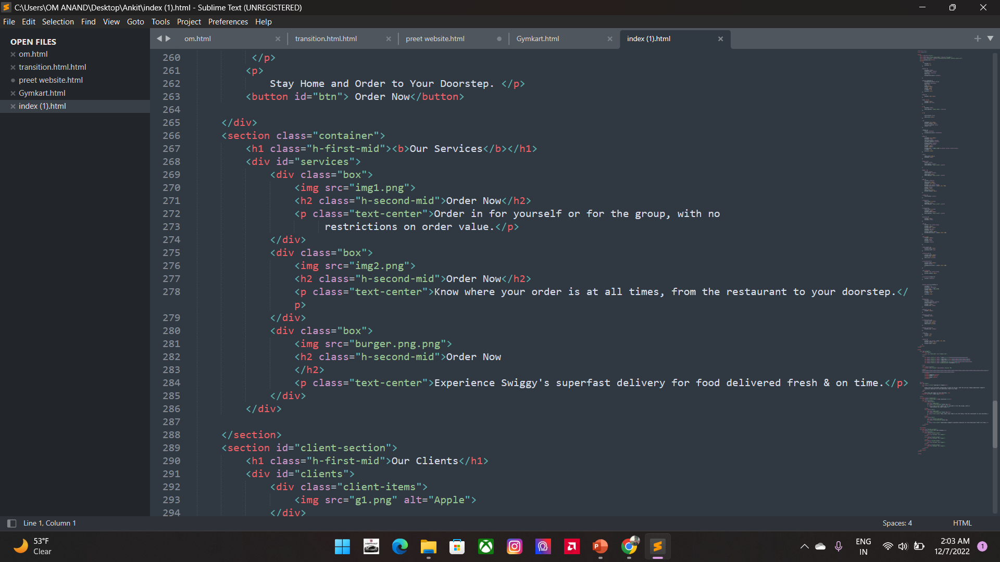 C:\Users\OM ANAND\Desktop\Ankit\index (1).html - Sublime Text (UNREGISTERED)
File Edit Selection Find View Goto Tools Project Preferences Help
OPEN FILES
om.html
transition.html.html
preet website.html
Gymkart.html
index (1).html
om.html transition.html.html preet website.html Gymkart.html index (1).html
260 </p>
261 <p>
262 Stay Home and Order to Your Doorstep. </p>
263 <button id="btn"> Order Now</button>
264
265 </div>
266 <section class="container">
267 <h1 class="h-first-mid"><b>Our Services</b></h1>
268 <div id="services">
269 <div class="box">
270 <img src="img1.png">
271 <h2 class="h-second-mid">Order Now</h2>
272 <p class="text-center">Order in for yourself or for the group, with no
273 restrictions on order value.</p>
274 </div>
275 <div class="box">
276 <img src="img2.png">
277 <h2 class="h-second-mid">Order Now</h2>
278 <p class="text-center">Know where your order is at all times, from the restaurant to your doorstep.</
p>
279 </div>
280 <div class="box">
281 <img src="burger.png.png">
282 <h2 class="h-second-mid">Order Now
283 </h2>
284 <p class="text-center">Experience Swiggy's superfast delivery for food delivered fresh & on time.</p>
285 </div>
286 </div>
287
288 </section>
289 <section id="client-section">
290 <h1 class="h-first-mid">Our Clients</h1>
291 <div id="clients">
292 <div class="client-items">
293 <img src="g1.png" alt="Apple">
294 </div>
Line 1, Column 1
Spaces: 4
HTML
53°F
Clear
ENG
IN
2:03 AM
12/7/2022
1